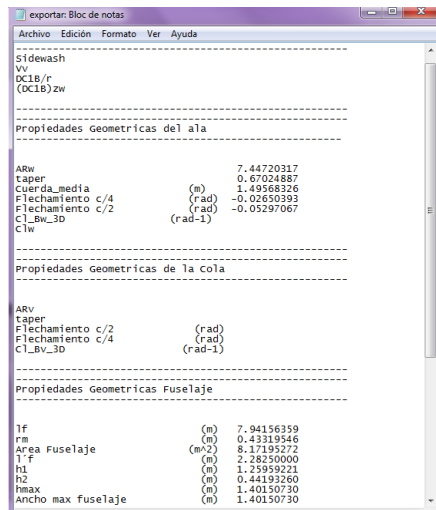 exportar: Bloc de notas
Archivo Edición Formato Ver Ayuda
------------------------------------------------
Sidewash
Vv
DC1B/r
(DC1B)zw
------------------------------------------------
------------------------------------------------
Propiedades Geometricas del ala
-----------------------------------------------
ARw 7.44720317
taper 0.67024887
Cuerda_media (m) 1.49568326
Flechamiento c/4 (rad) -0.02650393
Flechamiento c/2 (rad) -0.05297067
Cl_Bw_3D (rad-1)
Clw
------------------------------------------------
------------------------------------------------
Propiedades Geometricas de la Cola
------------------------------------------------
ARv
taper
Flechamiento c/2 (rad)
Flechamiento c/4 (rad)
Cl_Bv_3D (rad-1)
------------------------------------------------
------------------------------------------------
Propiedades Geometricas Fuselaje
------------------------------------------------
lf (m) 7.94156359
rm (m) 0.43319546
Area Fuselaje (m^2) 8.17195272
l´f (m) 2.28250000
h1 (m) 1.25959221
h2 (m) 0.44193260
hmax (m) 1.40150730
Ancho max fuselaje (m) 1.40150730